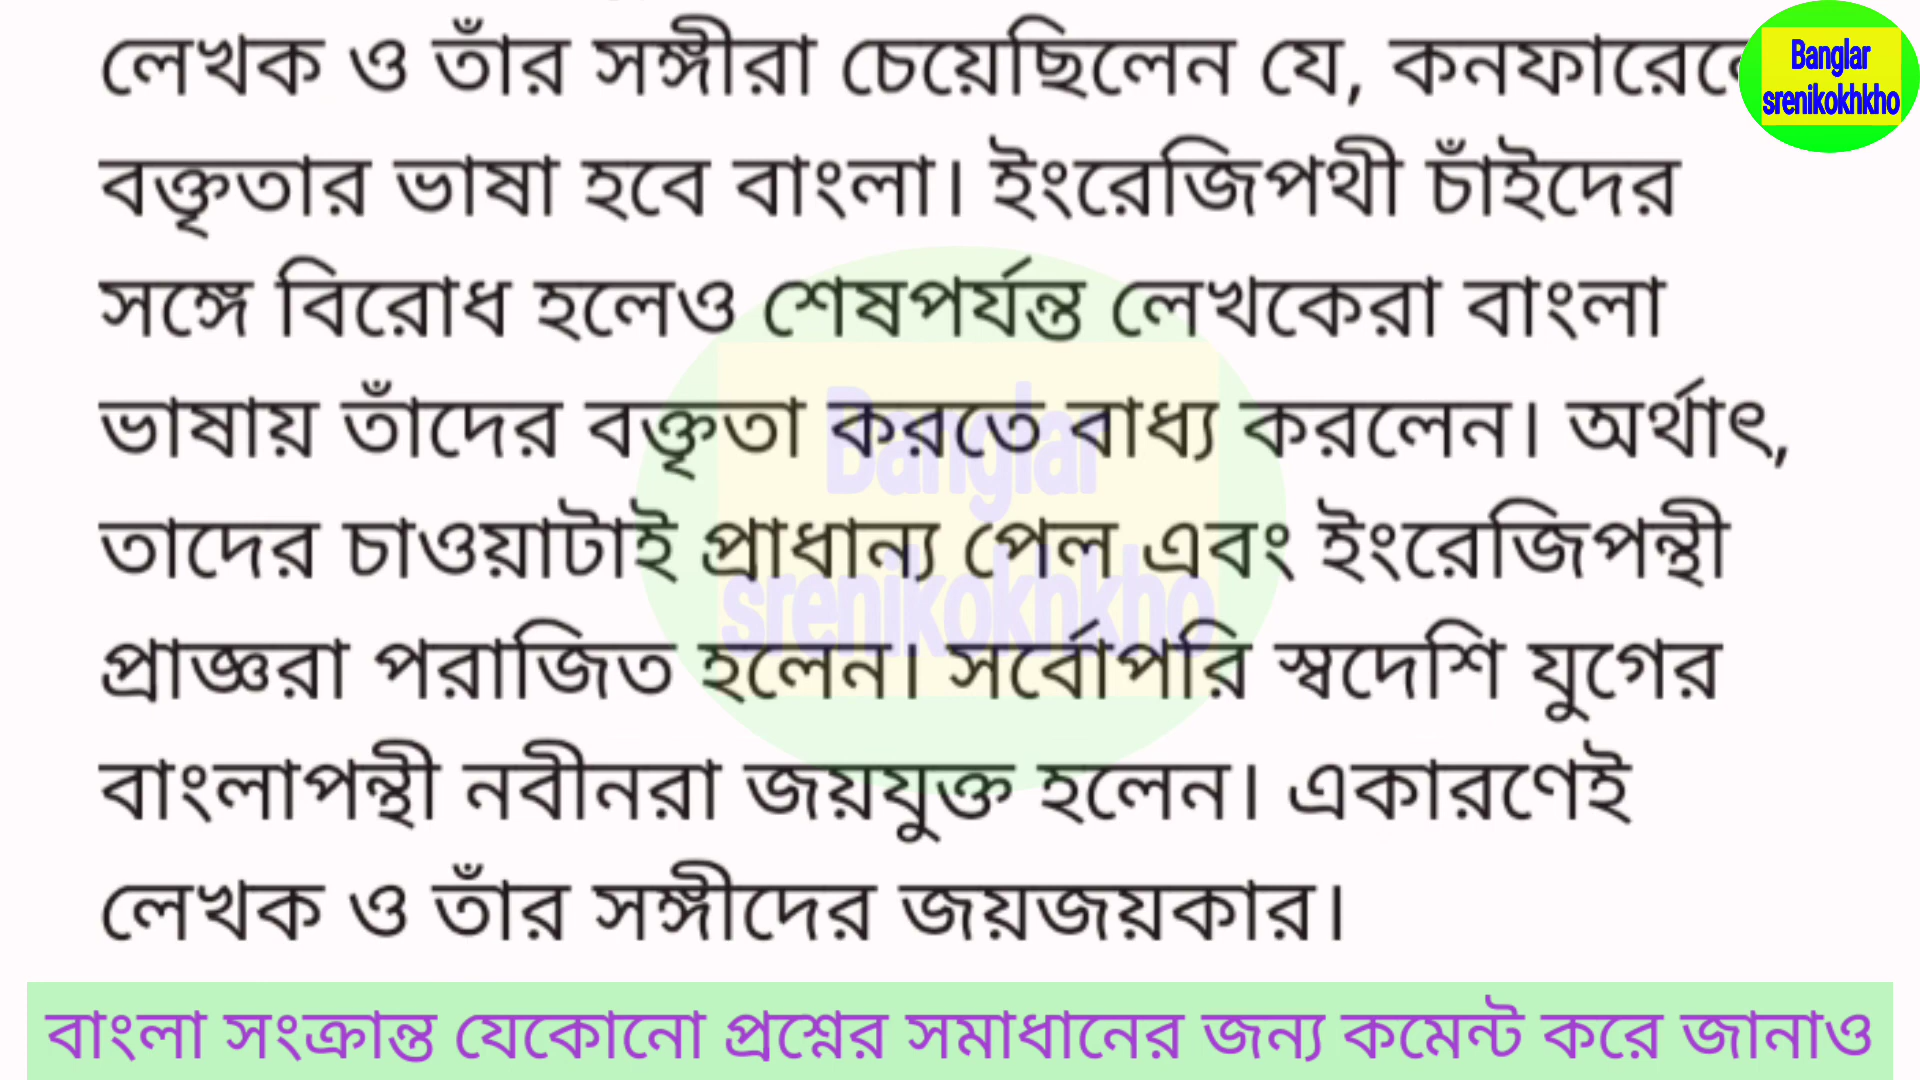 লেখক ও তাঁর সঙ্গীরা চেয়েছিলেন যে,
Banglar
srenikokhkho
বক্তৃতার ভাষা হবে বাংলা। ইংরেজিপথী চাঁইদের
সঙ্গে বিরোধ হলেও শেষপর্যন্ত লেখকেরা বাংলা
ভাষায় তাঁদের বক্তৃতা করতে বাধ্য করলেন। অর্থাৎ,
তাদের চাওয়াটাই প্রাধান্য পেল এবং ইংরেজিপন্থী
প্রাজ্ঞরা পরাজিত হলেন। সর্বোপরি স্বদেশি যুগের
বাংলাপন্থী নবীনরা জয়যুক্ত হলেন। একারণেই
লেখক ও তাঁর সঙ্গীদের জয়জয়কার।
Banglar
srenikokhkho
বাংলা সংক্রান্ত যেকোনো প্রশ্নের সমাধানের জন্য কমেন্ট করে জানাও